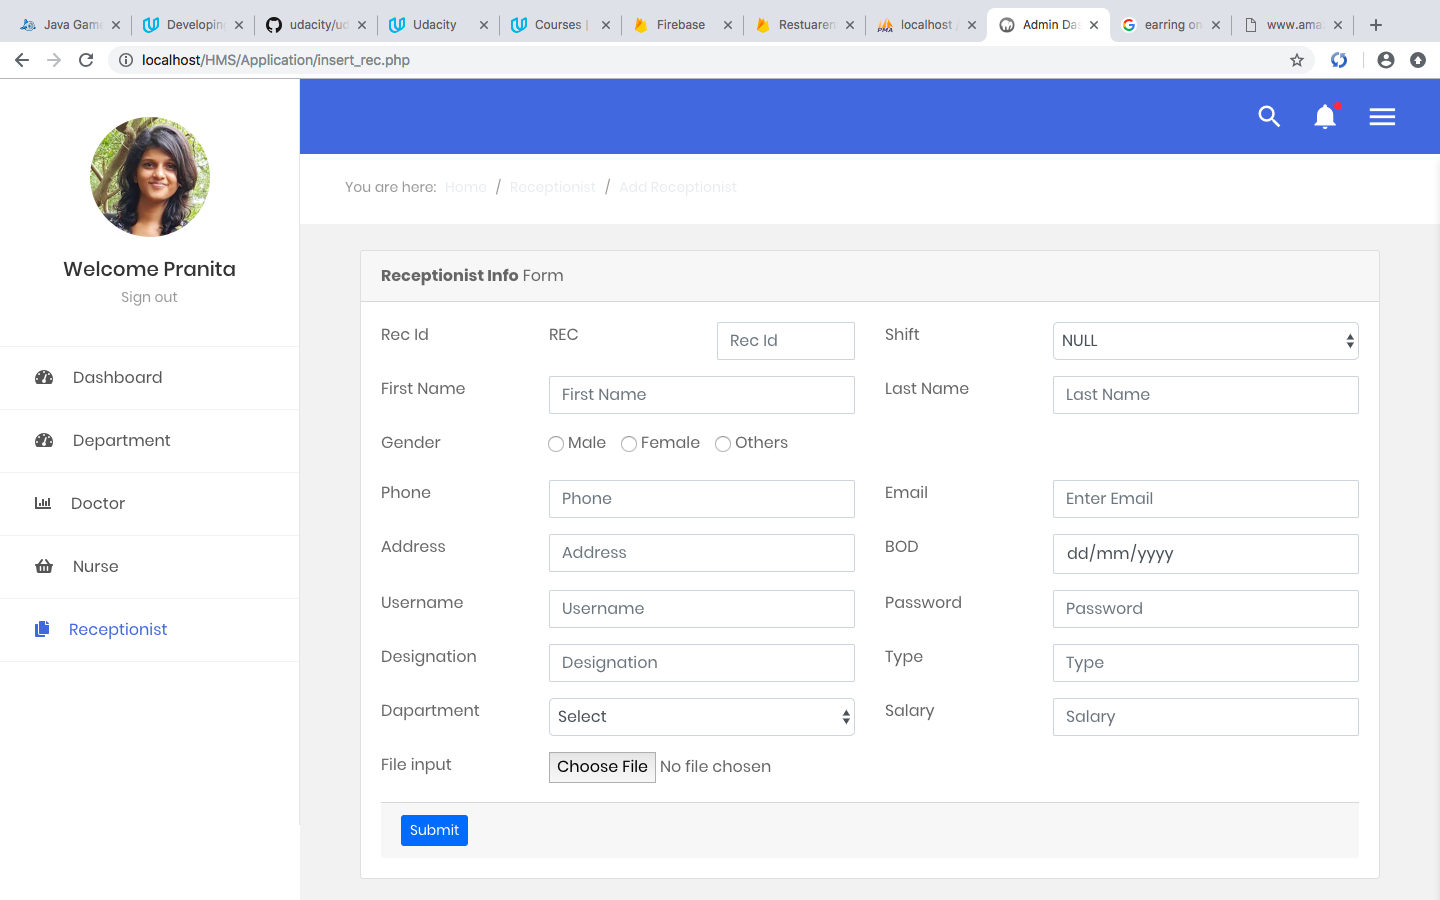 Java Game Developing udacity/ud Udacity Courses | Firebase Restuaren localhost / Admin Das earring on www.ama
localhost/HMS/Application/insert_rec.php
You are here: Home / Receptionist / Add Receptionist
Welcome Pranita
Sign out
Dashboard
Department
Doctor
Nurse
Receptionist
Receptionist Info Form
Rec Id REC Rec Id Shift NULL
First Name First Name Last Name Last Name
Gender Male Female Others
Phone Phone Email Enter Email
Address Address BOD dd/mm/yyyy
Username Username Password Password
Designation Designation Type Type
Dapartment Select Salary Salary
File input Choose File No file chosen
Submit